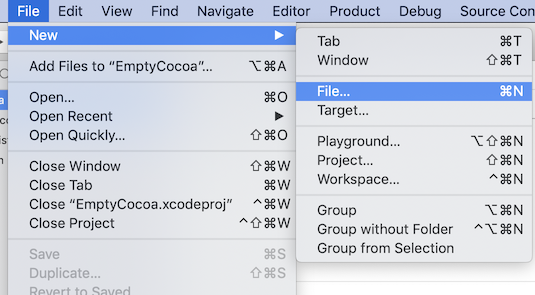 File Edit View Find Navigate Editor Product Debug Source Con
New
Add Files to “EmptyCocoa”... ⌥⌘A
Open... ⌘O
Open Recent
Open Quickly... ⇧⌘O
Close Window ⇧⌘W
Close Tab ⌘W
Close “EmptyCocoa.xcodeproj” ^⌘W
Close Project ^⇧⌘W
Save ⌘S
Duplicate... ⇧⌘S
Revert to Saved
Tab ⌘T
Window ⇧⌘T
File... ⌘N
Target...
Playground... ⌥⇧⌘N
Project... ⇧⌘N
Workspace... ^⌘N
Group ⌥⌘N
Group without Folder ^⌥⌘N
Group from Selection